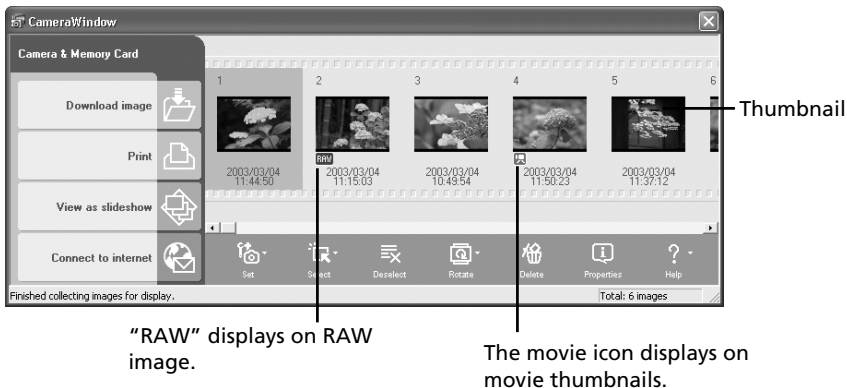 CameraWindow
Camera & Memory Card
Download image
Print
View as slideshow
Connect to internet
1 2 3 4 5 6
RAW
2003/03/04 2003/03/04 2003/03/04 2003/03/04 2003/03/04
11:44:50 11:15:03 10:49:54 11:50:23 11:37:12
Set Select Deselect Rotate Delete Properties Help
Finished collecting images for display. Total: 6 images
Thumbnail
“RAW” displays on RAW
image.
The movie icon displays on
movie thumbnails.